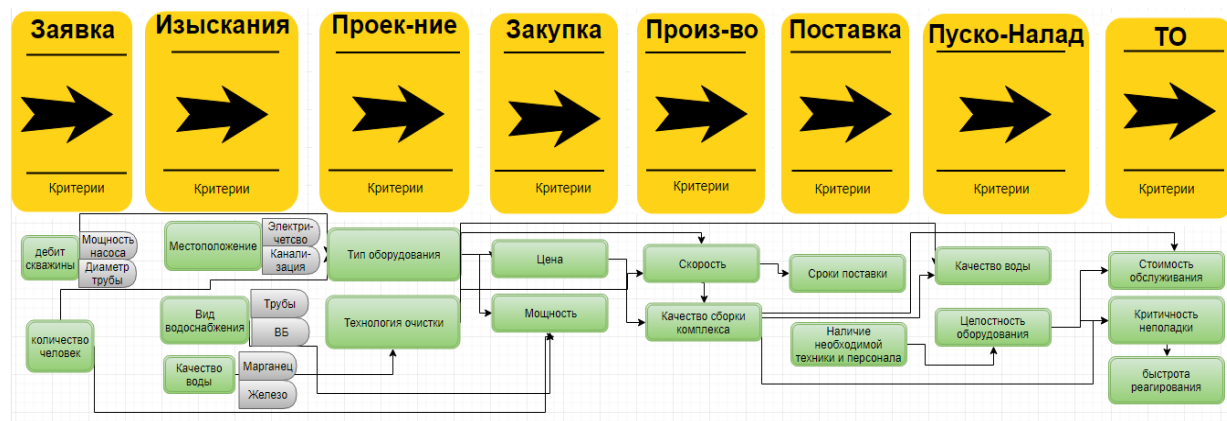 Заявка
Изыскания
Проек-ние
Закупка
Произ-во
Поставка
Пуско-Налад
ТО
Критерии
Критерии
Критерии
Критерии
Критерии
Критерии
Критерии
Критерии
дебит
скважины
Мощность
насоса
Диаметр
трубы
количество
человек
Местоположение
Электри-
четсво
Канали-
зация
Вид
водоснабжения
Трубы
ВБ
Качество
воды
Марганец
Железо
Тип оборудования
Технология очистки
Цена
Мощность
Скорость
Качество сборки
комплекса
Сроки поставки
Наличие
необходимой
техники и персонала
Качество воды
Целостность
оборудования
Стоимость
обслуживания
Критичность
неполадки
быстрота
реагирования